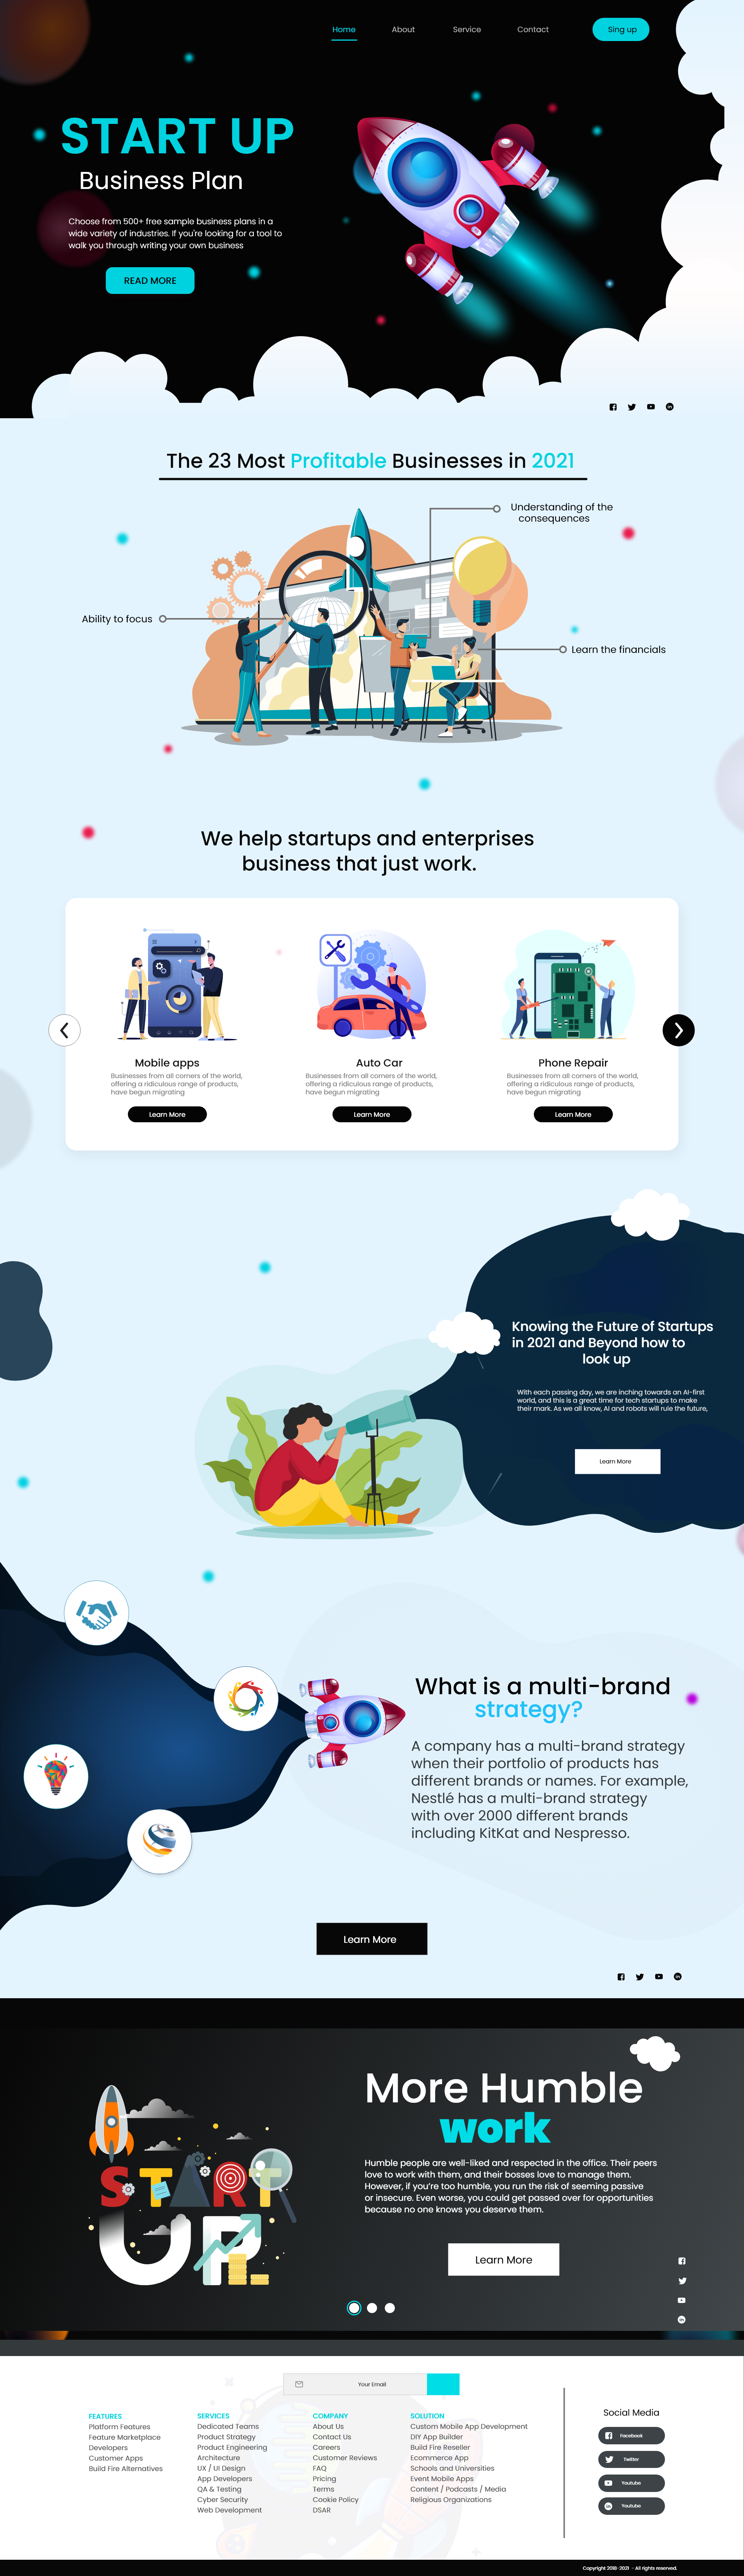 Home About Service Contact Sing up
START UP
Business Plan
Choose from 500+ free sample business plans in a
wide variety of industries. If you're looking for a tool to
walk you through writing your own business
READ MORE
The 23 Most Profitable Businesses in 2021
Understanding of the
consequences
Ability to focus
Learn the financials
We help startups and enterprises
business that just work.
Mobile apps
Businesses from all corners of the world,
offering a ridiculous range of products,
have begun migrating
Learn More
Auto Car
Businesses from all corners of the world,
offering a ridiculous range of products,
have begun migrating
Learn More
Phone Repair
Businesses from all corners of the world,
offering a ridiculous range of products,
have begun migrating
Learn More
Knowing the Future of Startups
in 2021 and Beyond how to
look up
With each passing day, we are inching towards an AI-first
world, and this is a great time for tech startups to make
their mark. As we all know, AI and robots will rule the future,
Learn More
What is a multi-brand
strategy?
A company has a multi-brand strategy
when their portfolio of products has
different brands or names. For example,
Nestlé has a multi-brand strategy
with over 2000 different brands
including KitKat and Nespresso.
Learn More
More Humble
work
START
UP
Humble people are well-liked and respected in the office. Their peers
love to work with them, and their bosses love to manage them.
However, if you're too humble, you run the risk of seeming passive
or insecure. Even worse, you could get passed over for opportunities
because no one knows you deserve them.
Learn More
Your Email
FEATURES
Platform Features
Feature Marketplace
Developers
Customer Apps
Build Fire Alternatives
SERVICES
Dedicated Teams
Product Strategy
Product Engineering
Architecture
UX / UI Design
App Developers
QA & Testing
Cyber Security
Web Development
COMPANY
About Us
Contact Us
Careers
Customer Reviews
FAQ
Pricing
Terms
Cookie Policy
DSAR
SOLUTION
Custom Mobile App Development
DIY App Builder
Build Fire Reseller
Ecommerce App
Schools and Universities
Event Mobile Apps
Content / Podcasts / Media
Religious Organizations
Social Media
Facebook
Twitter
Youtube
Youtube
Copyright 2018-2021 - All rights reserved.